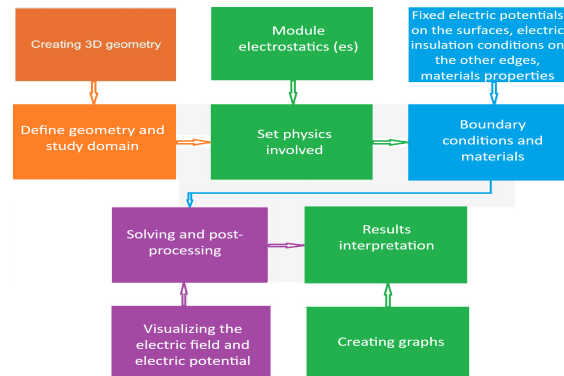 Creating 3D geometry
Module
electrostatics (es)
Fixed electric potentials
on the surfaces, electric
insulation conditions on
the other edges,
materials properties
Define geometry and
study domain
Set physics
involved
Boundary
conditions and
materials
Solving and post-
processing
Results
interpretation
Visualizing the
electric field and
electric potential
Creating graphs